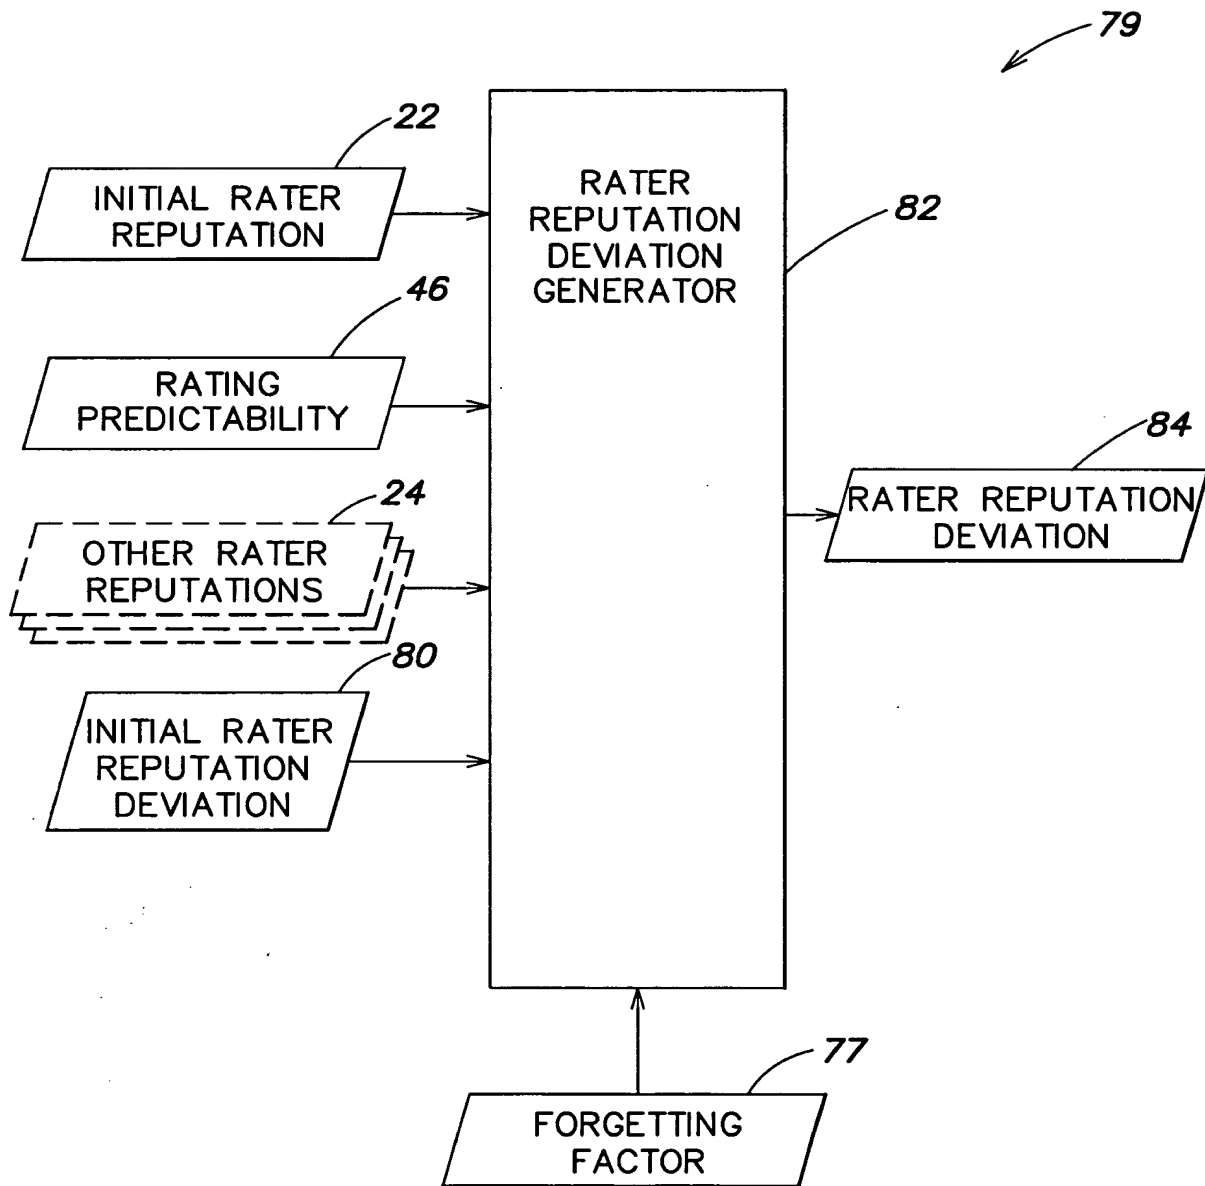 79
22
INITIAL RATER
REPUTATION
RATER
REPUTATION
DEVIATION
GENERATOR
82
46
RATING
PREDICTABILITY
84
RATER REPUTATION
DEVIATION
24
OTHER RATER
REPUTATIONS
80
INITIAL RATER
REPUTATION
DEVIATION
77
FORGETTING
FACTOR